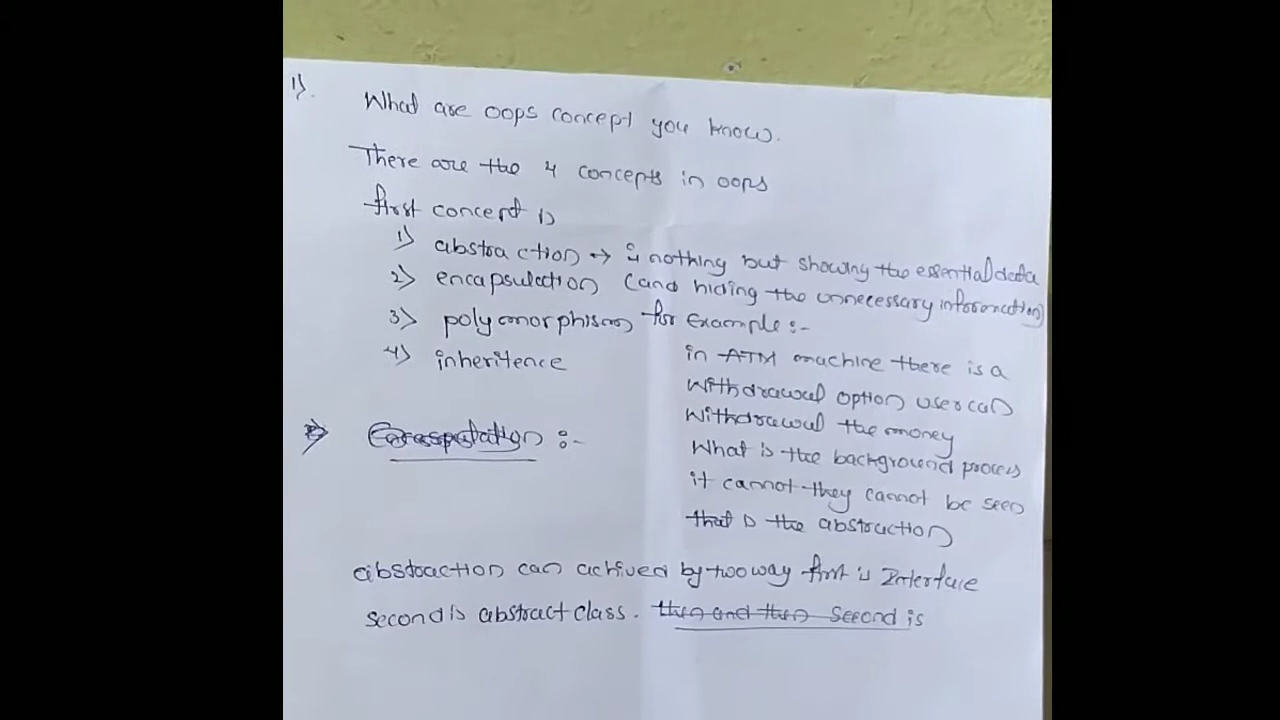 1). What are oops concept you know.
There are the 4 concepts in oops
first concept is
1) abstraction → is nothing but showing the essential data
2) encapsulation (and hiding the unnecessary information)
3) polymorphism for example :-
4) inheritence in ATM machine there is a
withdrawal option user can
withdrawal the money
What is the background process
it cannot they cannot be seen
that is the abstraction
:-
abstraction can achived by two way first is Interface
second is abstract class. then and then second is